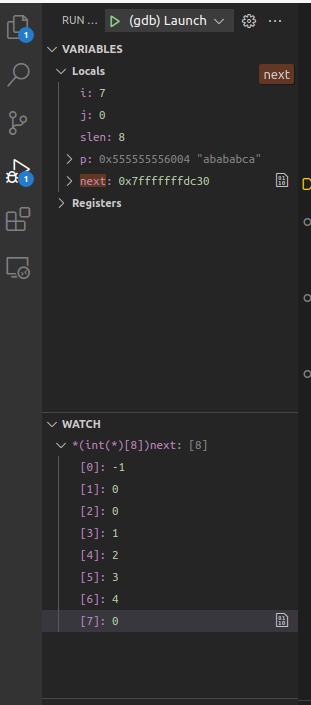 RUN ...
(gdb) Launch
...
1
VARIABLES
Locals
next
i: 7
j: 0
slen: 8
p: 0x555555556004 "abababca"
next: 0x7fffffffdc30
Registers
1
WATCH
*(int(*)[8])next: [8]
[0]: -1
[1]: 0
[2]: 0
[3]: 1
[4]: 2
[5]: 3
[6]: 4
[7]: 0